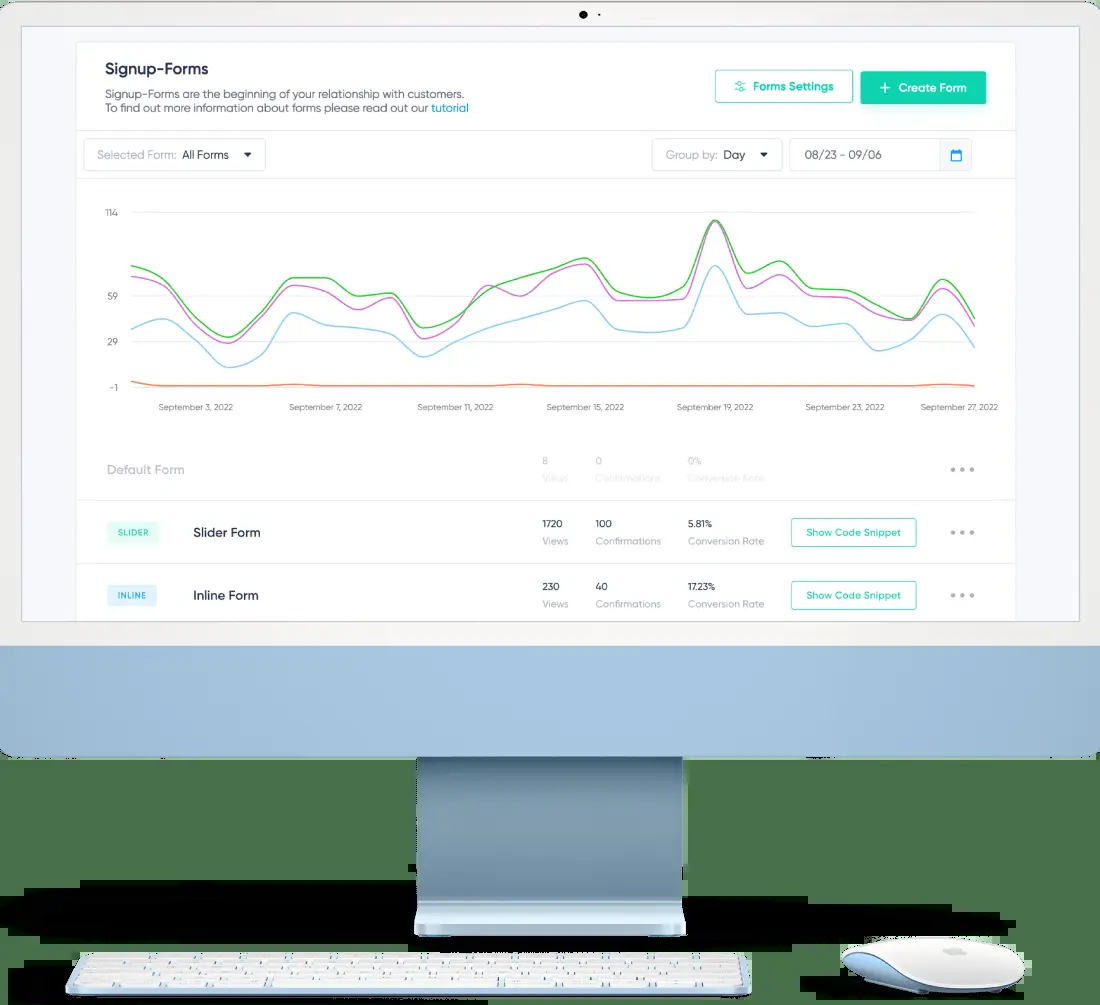 Signup-Forms
Signup-Forms are the beginning of your relationship with customers.
To find out more information about forms please read out our tutorial
Forms Settings
+ Create Form
Selected Form: All Forms
Group by: Day
08/23 - 09/06
114
59
29
-1
September 3, 2022
September 7, 2022
September 11, 2022
September 15, 2022
September 19, 2022
September 23, 2022
September 27, 2022
Default Form
8
Views
0
Confirmations
0%
Conversion Rate
SLIDER
Slider Form
1720
Views
100
Confirmations
5.81%
Conversion Rate
Show Code Snippet
INLINE
Inline Form
230
Views
40
Confirmations
17.23%
Conversion Rate
Show Code Snippet